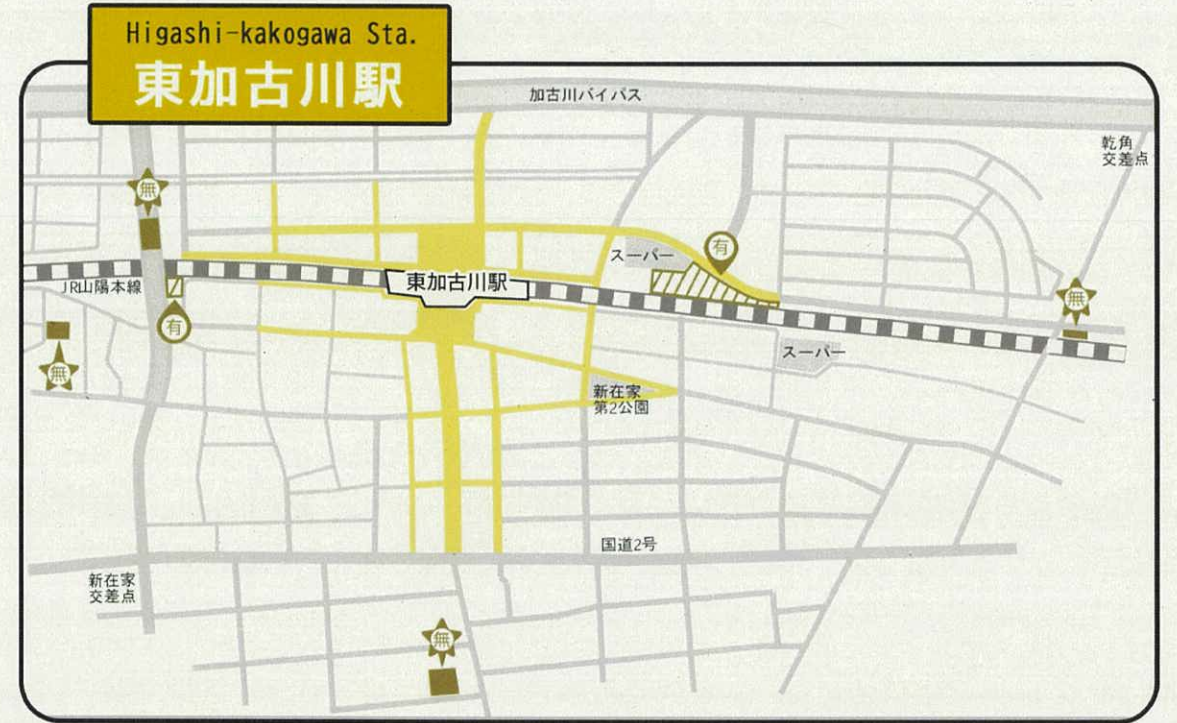 Higashi-kakogawa Sta.
東加古川駅
加古川バイパス
乾角
交差点
無
スーパー
有
東加古川駅
JR山陽本線
無
有
スーパー
無
新在家
第2公園
国道2号
新在家
交差点
無